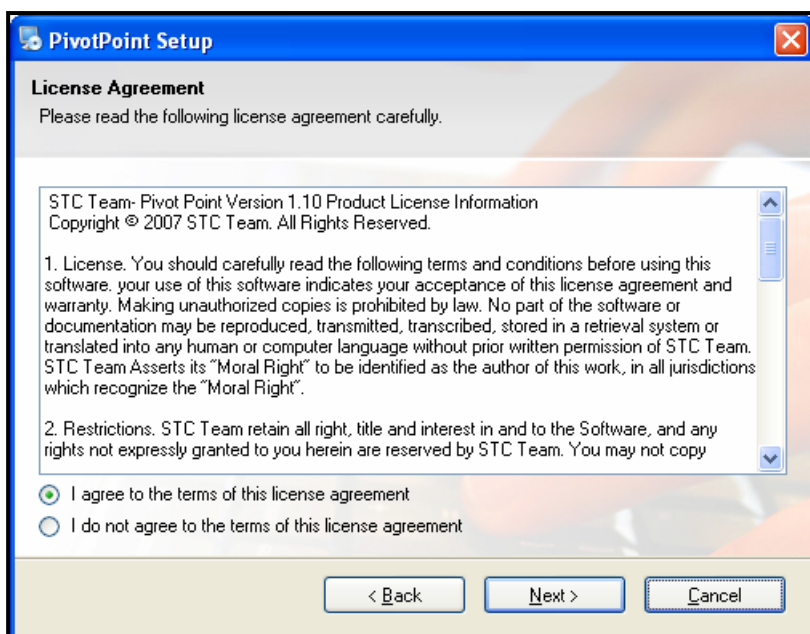 PivotPoint Setup
License Agreement
Please read the following license agreement carefully.
STC Team- Pivot Point Version 1.10 Product License Information
Copyright © 2007 STC Team. All Rights Reserved.
1. License. You should carefully read the following terms and conditions before using this
software. your use of this software indicates your acceptance of this license agreement and
warranty. Making unauthorized copies is prohibited by law. No part of the software or
documentation may be reproduced, transmitted, transcribed, stored in a retrieval system or
translated into any human or computer language without prior written permission of STC Team.
STC Team Asserts its "Moral Right" to be identified as the author of this work, in all jurisdictions
which recognize the "Moral Right".
2. Restrictions. STC Team retain all right, title and interest in and to the Software, and any
rights not expressly granted to you herein are reserved by STC Team. You may not copy
I agree to the terms of this license agreement
I do not agree to the terms of this license agreement
< Back
Next >
Cancel